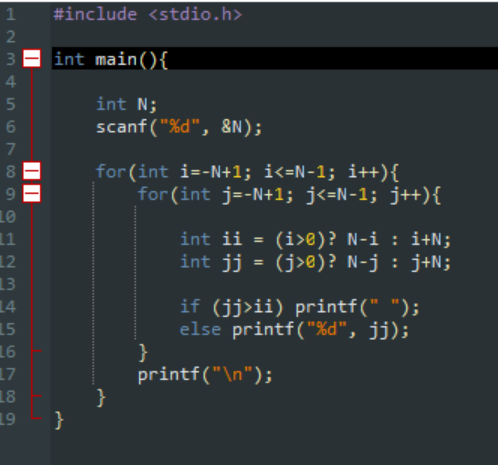 1 #include <stdio.h>
2
3 int main(){
4
5     int N;
6     scanf("%d", &N);
7
8     for(int i=-N+1; i<=N-1; i++){
9         for(int j=-N+1; j<=N-1; j++){
10
11             int ii = (i>0)? N-i : i+N;
12             int jj = (j>0)? N-j : j+N;
13
14             if (jj>ii) printf(" ");
15             else printf("%d", jj);
16         }
17         printf("\n");
18     }
19 }